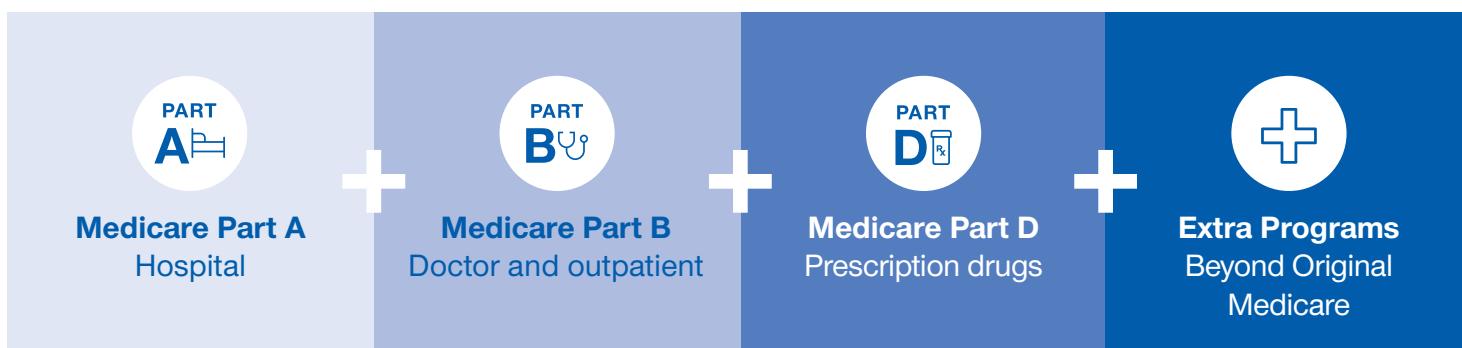 PART
A
Medicare Part A
Hospital
PART
B
Medicare Part B
Doctor and outpatient
PART
D
Rx
Medicare Part D
Prescription drugs
Extra Programs
Beyond Original
Medicare